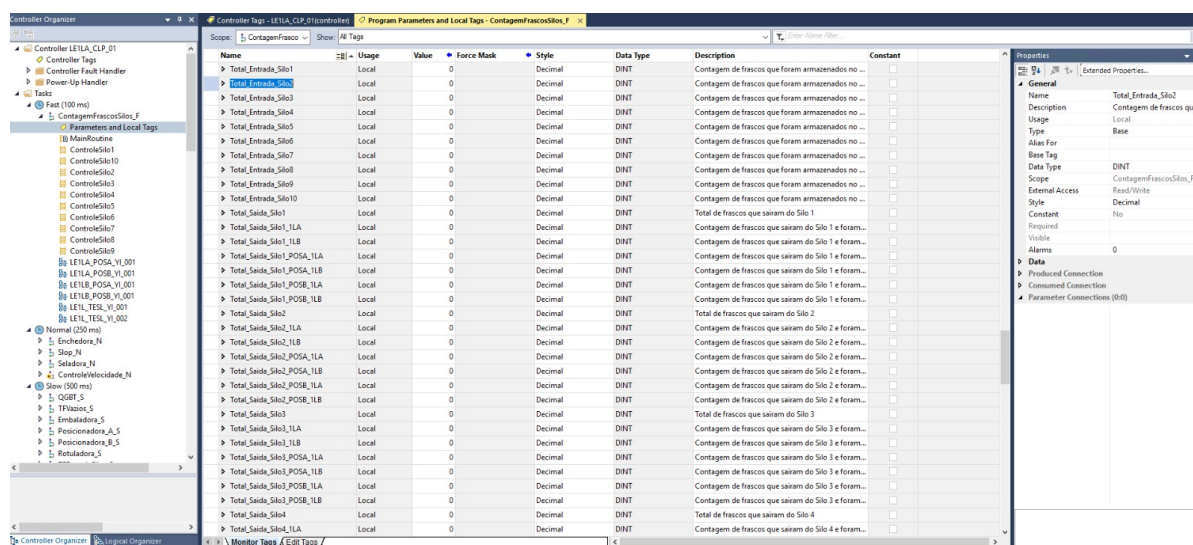 Controller Organizer
Controller Tags - LE1LA_CLP_01(controller)
Program Parameters and Local Tags - ContagemFrascosSilos_F
Scope: ContagemFrasco Show: All Tags Enter Name Filter...
Controller LE1LA_CLP_01
Controller Tags
Controller Fault Handler
Power-Up Handler
Tasks
Fast (100 ms)
ContagemFrascosSilos_F
Parameters and Local Tags
MainRoutine
ControleSilo1
ControleSilo10
ControleSilo2
ControleSilo3
ControleSilo4
ControleSilo5
ControleSilo6
ControleSilo7
ControleSilo8
ControleSilo9
LE1LA_POSA_VI_001
LE1LA_POSB_VI_001
LE1LB_POSA_VI_001
LE1LB_POSB_VI_001
LE1L_TESL_VI_001
LE1L_TESL_VI_002
Normal (250 ms)
Enchedora_N
Slop_N
Seladora_N
ControleVelocidade_N
Slow (500 ms)
QGBT_S
TFVazios_S
Embaladora_S
Posicionadora_A_S
Posicionadora_B_S
Rotuladora_S
Controller Organizer Logical Organizer
Name Usage Value Force Mask Style Data Type Description Constant
Total_Entrada_Silo1 Local 0 Decimal DINT Contagem de frascos que foram armazenados no ...
Total_Entrada_Silo2 Local 0 Decimal DINT Contagem de frascos que foram armazenados no ...
Total_Entrada_Silo3 Local 0 Decimal DINT Contagem de frascos que foram armazenados no ...
Total_Entrada_Silo4 Local 0 Decimal DINT Contagem de frascos que foram armazenados no ...
Total_Entrada_Silo5 Local 0 Decimal DINT Contagem de frascos que foram armazenados no ...
Total_Entrada_Silo6 Local 0 Decimal DINT Contagem de frascos que foram armazenados no ...
Total_Entrada_Silo7 Local 0 Decimal DINT Contagem de frascos que foram armazenados no ...
Total_Entrada_Silo8 Local 0 Decimal DINT Contagem de frascos que foram armazenados no ...
Total_Entrada_Silo9 Local 0 Decimal DINT Contagem de frascos que foram armazenados no ...
Total_Entrada_Silo10 Local 0 Decimal DINT Contagem de frascos que foram armazenados no ...
Total_Saida_Silo1 Local 0 Decimal DINT Total de frascos que sairam do Silo 1
Total_Saida_Silo1_1LA Local 0 Decimal DINT Contagem de frascos que sairam do Silo 1 e foram...
Total_Saida_Silo1_1LB Local 0 Decimal DINT Contagem de frascos que sairam do Silo 1 e foram...
Total_Saida_Silo1_POSA_1LA Local 0 Decimal DINT Contagem de frascos que sairam do Silo 1 e foram...
Total_Saida_Silo1_POSA_1LB Local 0 Decimal DINT Contagem de frascos que sairam do Silo 1 e foram...
Total_Saida_Silo1_POSB_1LA Local 0 Decimal DINT Contagem de frascos que sairam do Silo 1 e foram...
Total_Saida_Silo1_POSB_1LB Local 0 Decimal DINT Contagem de frascos que sairam do Silo 1 e foram...
Total_Saida_Silo2 Local 0 Decimal DINT Total de frascos que sairam do Silo 2
Total_Saida_Silo2_1LA Local 0 Decimal DINT Contagem de frascos que sairam do Silo 2 e foram...
Total_Saida_Silo2_1LB Local 0 Decimal DINT Contagem de frascos que sairam do Silo 2 e foram...
Total_Saida_Silo2_POSA_1LA Local 0 Decimal DINT Contagem de frascos que sairam do Silo 2 e foram...
Total_Saida_Silo2_POSA_1LB Local 0 Decimal DINT Contagem de frascos que sairam do Silo 2 e foram...
Total_Saida_Silo2_POSB_1LA Local 0 Decimal DINT Contagem de frascos que sairam do Silo 2 e foram...
Total_Saida_Silo2_POSB_1LB Local 0 Decimal DINT Contagem de frascos que sairam do Silo 2 e foram...
Total_Saida_Silo3 Local 0 Decimal DINT Total de frascos que sairam do Silo 3
Total_Saida_Silo3_1LA Local 0 Decimal DINT Contagem de frascos que sairam do Silo 3 e foram...
Total_Saida_Silo3_1LB Local 0 Decimal DINT Contagem de frascos que sairam do Silo 3 e foram...
Total_Saida_Silo3_POSA_1LA Local 0 Decimal DINT Contagem de frascos que sairam do Silo 3 e foram...
Total_Saida_Silo3_POSA_1LB Local 0 Decimal DINT Contagem de frascos que sairam do Silo 3 e foram...
Total_Saida_Silo3_POSB_1LA Local 0 Decimal DINT Contagem de frascos que sairam do Silo 3 e foram...
Total_Saida_Silo3_POSB_1LB Local 0 Decimal DINT Contagem de frascos que sairam do Silo 3 e foram...
Total_Saida_Silo4 Local 0 Decimal DINT Total de frascos que sairam do Silo 4
Total_Saida_Silo4_1LA Local 0 Decimal DINT Contagem de frascos que sairam do Silo 4 e foram...
Monitor Tags Edit Tags
Properties
Extended Properties...
General
Name Total_Entrada_Silo2
Description Contagem de frascos qu
Usage Local
Type Base
Alias For
Base Tag
Data Type DINT
Scope ContagemFrascosSilos_F
External Access Read/Write
Style Decimal
Constant No
Required
Visible
Alarms 0
Data
Produced Connection
Consumed Connection
Parameter Connections {0:0}